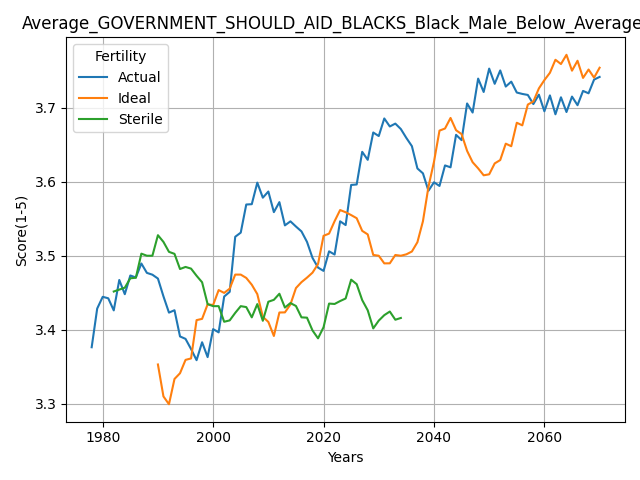 Average_GOVERNMENT_SHOULD_AID_BLACKS_Black_Male_Below_Average
Fertility
Actual
Ideal
Sterile
Score(1-5)
3.7
3.6
3.5
3.4
3.3
1980 2000 2020 2040 2060
Years